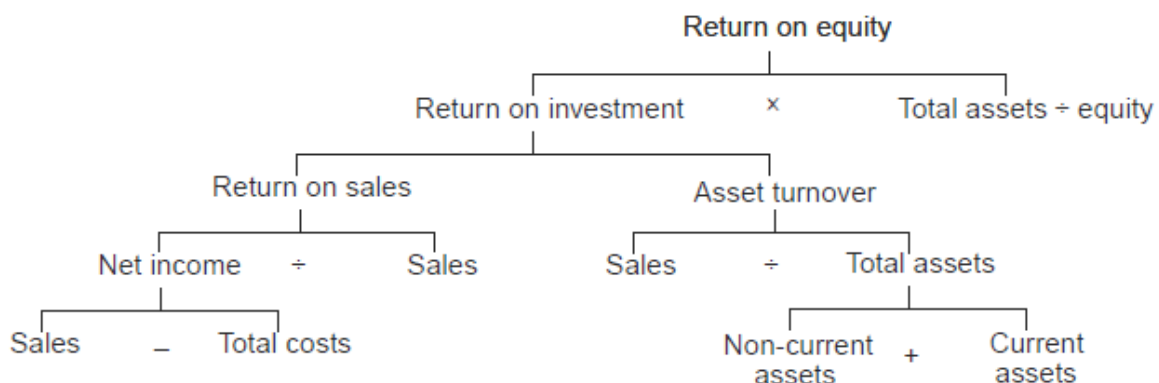 Return on equity
Return on investment × Total assets ÷ equity
Return on sales Asset turnover
Net income ÷ Sales Sales ÷ Total assets
Sales – Total costs Non-current assets + Current assets